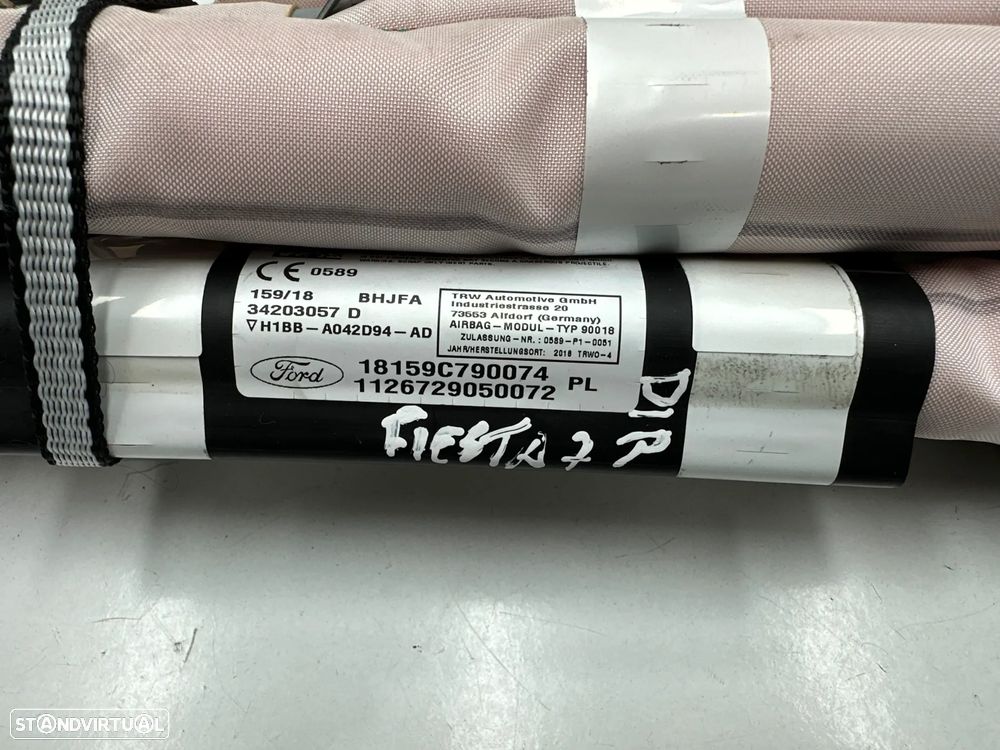 CE 0589
159/18 BHJFA
34203057 D
∇H1BB-A042D94-AD
TRW Automotive GmbH
Industriestrasse 20
73553 Alfdorf (Germany)
AIRBAG-MODUL-TYP 90018
ZULASSUNG-NR.: 0589-P1-0051
JAHR/HERSTELLUNGSORT: 2018 TRWO-4
Ford
18159C790074 PL
1126729050072
FIESTA 7 P
DI
STANDVIRTUAL